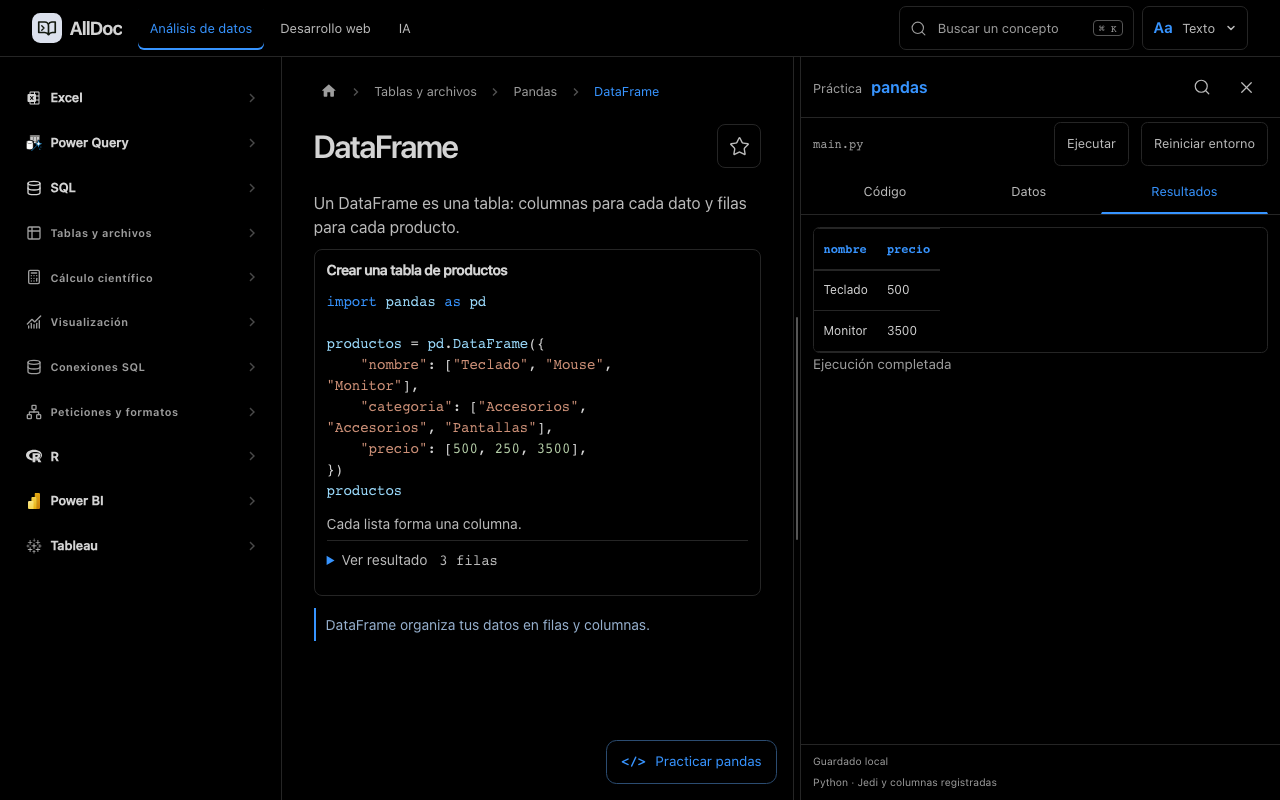 AllDoc
Análisis de datos
Desarrollo web
IA
Buscar un concepto
⌘ K
Aa Texto
Excel
Power Query
SQL
Tablas y archivos
Cálculo científico
Visualización
Conexiones SQL
Peticiones y formatos
R
Power BI
Tableau
Tablas y archivos > Pandas > DataFrame
DataFrame
Un DataFrame es una tabla: columnas para cada dato y filas
para cada producto.
Crear una tabla de productos
import pandas as pd
productos = pd.DataFrame({
    "nombre": ["Teclado", "Mouse",
"Monitor"],
    "categoria": ["Accesorios",
"Accesorios", "Pantallas"],
    "precio": [500, 250, 3500],
})
productos
Cada lista forma una columna.
Ver resultado 3 filas
DataFrame organiza tus datos en filas y columnas.
</> Practicar pandas
Práctica pandas
main.py
Ejecutar
Reiniciar entorno
Código
Datos
Resultados
nombre precio
Teclado 500
Monitor 3500
Ejecución completada
Guardado local
Python · Jedi y columnas registradas